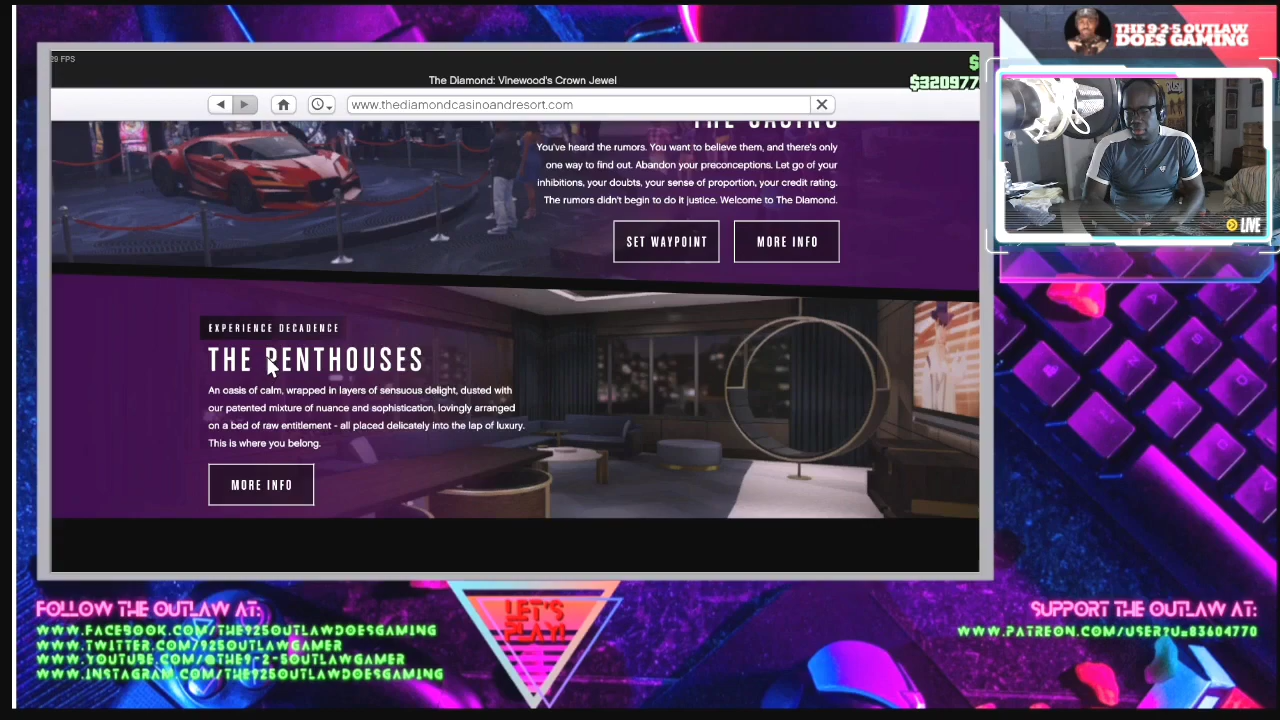 29 FPS
$
$320977
The Diamond: Vinewood's Crown Jewel
www.thediamondcasinoandresort.com
THE CASINO
You've heard the rumors. You want to believe them, and there's only
one way to find out. Abandon your preconceptions. Let go of your
inhibitions, your doubts, your sense of proportion, your credit rating.
The rumors didn't begin to do it justice. Welcome to The Diamond.
SET WAYPOINT
MORE INFO
EXPERIENCE DECADENCE
THE PENTHOUSES
An oasis of calm, wrapped in layers of sensuous delight, dusted with
our patented mixture of nuance and sophistication, lovingly arranged
on a bed of raw entitlement - all placed delicately into the lap of luxury.
This is where you belong.
MORE INFO
THE 9-2-5 OUTLAW
DOES GAMING
LIVE
FOLLOW THE OUTLAW AT:
WWW.FACEBOOK.COM/THE925OUTLAWDOESGAMING
WWW.TWITTER.COM/925OUTLAWGAMER
WWW.YOUTUBE.COM/@THE9-2-5OUTLAWGAMER
WWW.INSTAGRAM.COM/THE925OUTLAWDOESGAMING
LET'S
PLAY!
SUPPORT THE OUTLAW AT:
WWW.PATREON.COM/USER?U=83604770